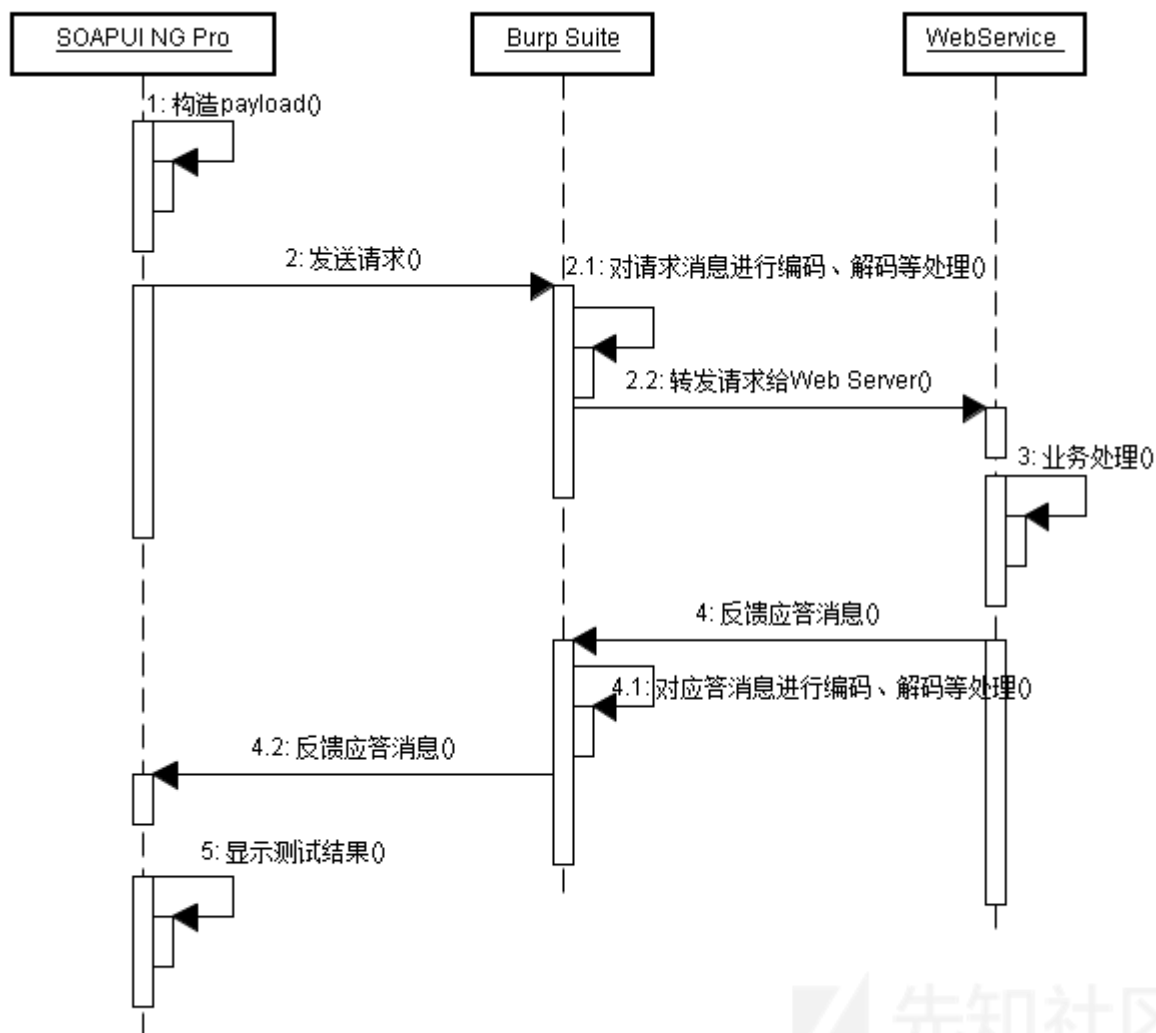 SOAPUI NG Pro
Burp Suite
WebService
1: 构造payload()
2: 发送请求()
2.1: 对请求消息进行编码、解码等处理()
2.2: 转发请求给Web Server()
3: 业务处理()
4: 反馈应答消息()
4.1: 对应答消息进行编码、解码等处理()
4.2: 反馈应答消息()
5: 显示测试结果()
先知社区